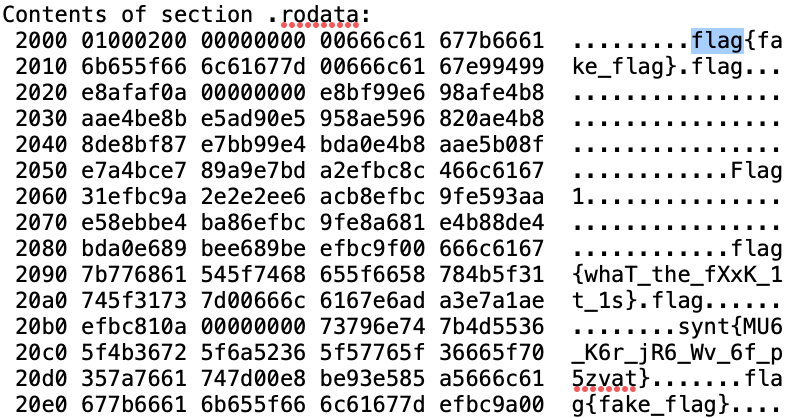 Contents of section .rodata:
2000 01000200 00000000 00666c61 677b6661 .........flag{fa
2010 6b655f66 6c61677d 00666c61 67e99499 ke_flag}.flag...
2020 e8afaf0a 00000000 e8bf99e6 98afe4b8 ................
2030 aae4be8b e5ad90e5 958ae596 820ae4b8 ................
2040 8de8bf87 e7bb99e4 bda0e4b8 aae5b08f ................
2050 e7a4bce7 89a9e7bd a2efbc8c 466c6167 ............Flag
2060 31efbc9a 2e2e2ee6 acb8efbc 9fe593aa 1...............
2070 e58ebbe4 ba86efbc 9fe8a681 e4b88de4 ................
2080 bda0e689 bee689be efbc9f00 666c6167 ............flag
2090 7b776861 545f7468 655f6658 784b5f31 {whaT_the_fXxK_1
20a0 745f3173 7d00666c 6167e6ad a3e7a1ae t_1s}.flag......
20b0 efbc810a 00000000 73796e74 7b4d5536 ........synt{MU6
20c0 5f4b3672 5f6a5236 5f57765f 36665f70 _K6r_jR6_Wv_6f_p
20d0 357a7661 747d00e8 be93e585 a5666c61 5zvat}.......fla
20e0 677b6661 6b655f66 6c61677d efbc9a00 g{fake_flag}....